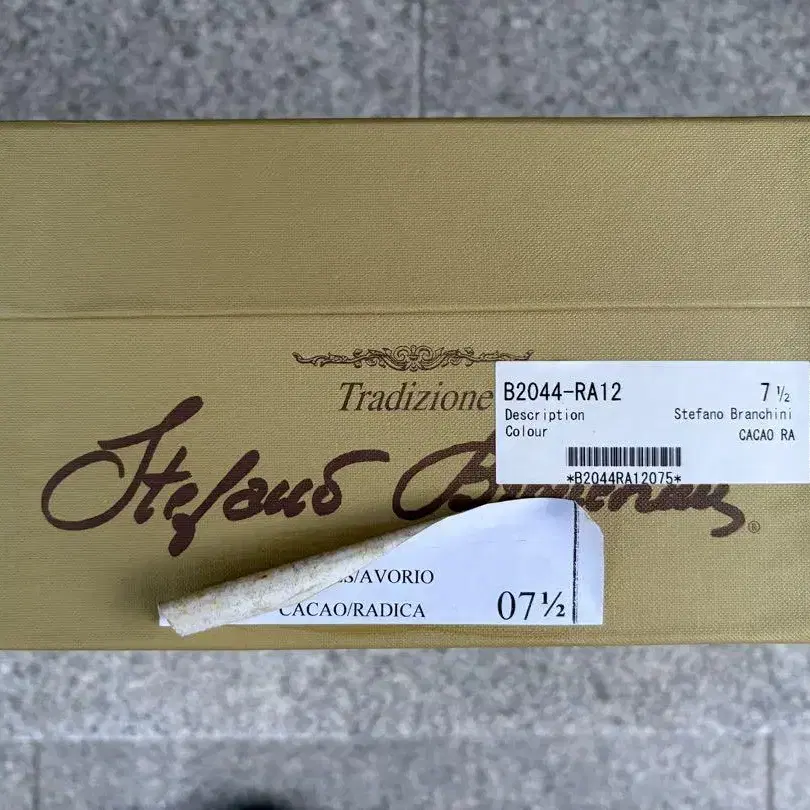 Tradizione
Stefano Branchini ®
B2044-RA12 7 ½
Description Stefano Branchini
Colour CACAO RA
*B2044RA12075*
/AVORIO
CACAO/RADICA 07½